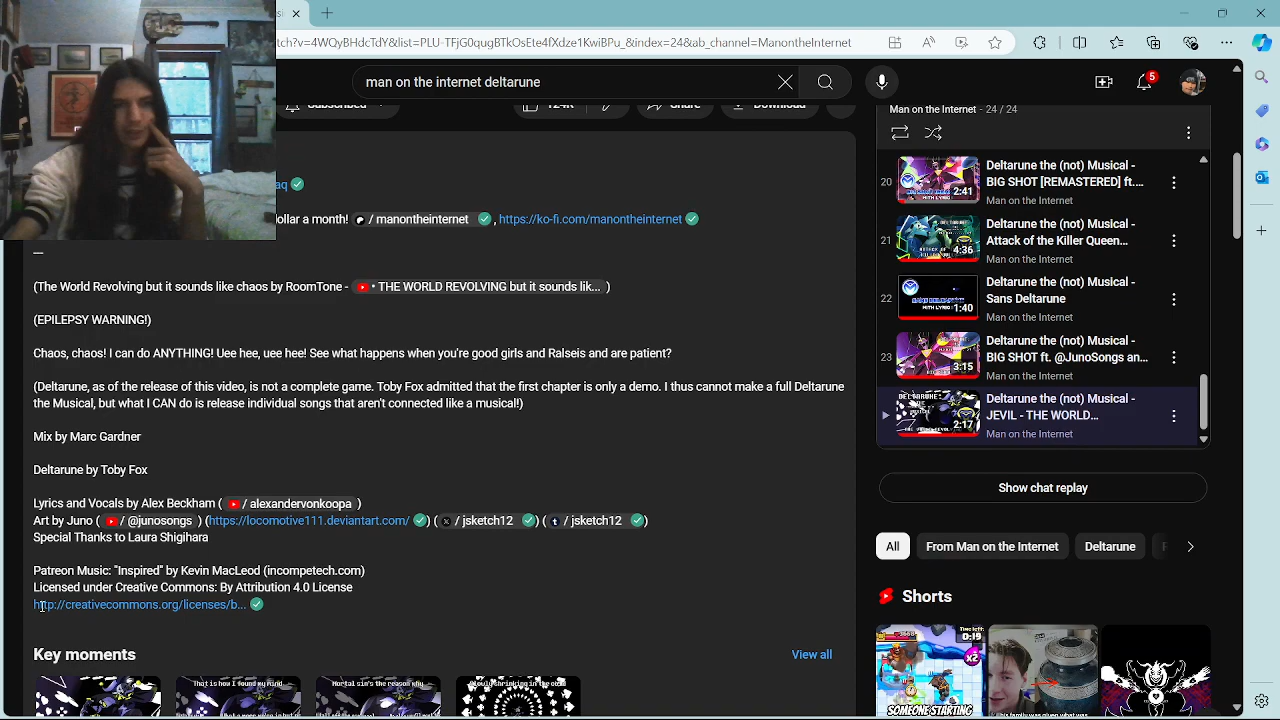 tch?v=4WQyBHdcTdY&list=
&ab_channel=ManontheInternet
man on the internet deltarune
5
Subscribed
124K
Share
Download
Man on the Internet - 24 / 24
aq
ollar a month! / manontheinternet , https://ko-fi.com/manontheinternet
—
(The World Revolving but it sounds like chaos by RoomTone - • THE WORLD REVOLVING but it sounds lik... )
(EPILEPSY WARNING!)
Chaos, chaos! I can do ANYTHING! Uee hee, uee hee! See what happens when you're good girls and Ralseis and are patient?
(Deltarune, as of the release of this video, is not a complete game. Toby Fox admitted that the first chapter is only a demo. I thus cannot make a full Deltarune
the Musical, but what I CAN do is release individual songs that aren't connected like a musical!)
Mix by Marc Gardner
Deltarune by Toby Fox
Lyrics and Vocals by Alex Beckham ( / alexandervonkoopa )
Art by Juno ( / @junosongs ) (https://locomotive111.deviantart.com/ ) ( / jsketch12 ) ( / jsketch12 )
Special Thanks to Laura Shigihara
Patreon Music: "Inspired" by Kevin MacLeod (incompetech.com)
Licensed under Creative Commons: By Attribution 4.0 License
http://creativecommons.org/licenses/b...
Key moments
View all
20
2:41
Deltarune the (not) Musical -
BIG SHOT [REMASTERED] ft....
Man on the Internet
4:36
Deltarune the (not) Musical -
Attack of the Killer Queen...
Man on the Internet
22
1:40
Deltarune the (not) Musical -
Sans Deltarune
Man on the Internet
23
3:15
Deltarune the (not) Musical -
BIG SHOT ft. @JunoSongs an...
Man on the Internet
2:17
Deltarune the (not) Musical -
JEVIL - THE WORLD...
Man on the Internet
Show chat replay
All
From Man on the Internet
Deltarune
Shorts
0:19
x2
SOMEONE STARTING